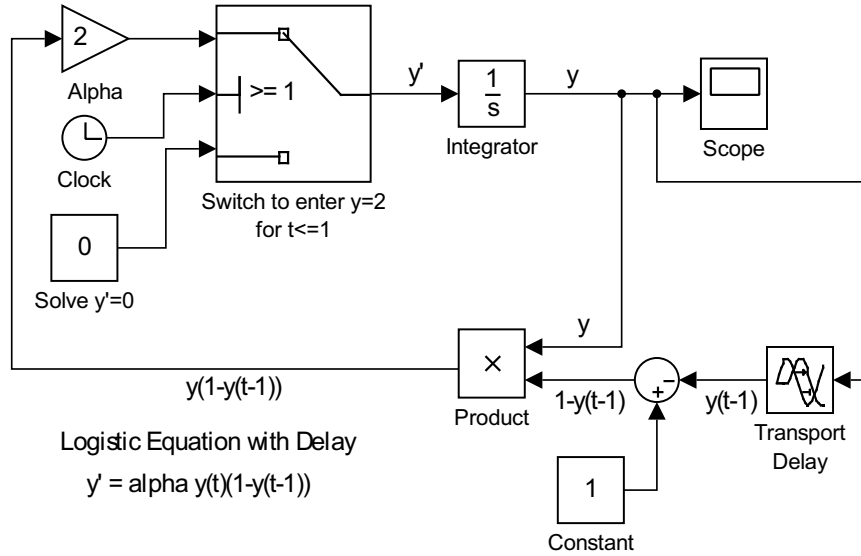 2
Alpha
>= 1
Clock
0
Solve y'=0
Switch to enter y=2
for t<=1
y'
1
s
Integrator
y
Scope
y
×
Product
y(1-y(t-1))
1-y(t-1)
+
−
y(t-1)
Transport
Delay
1
Constant
Logistic Equation with Delay
y' = alpha y(t)(1-y(t-1))